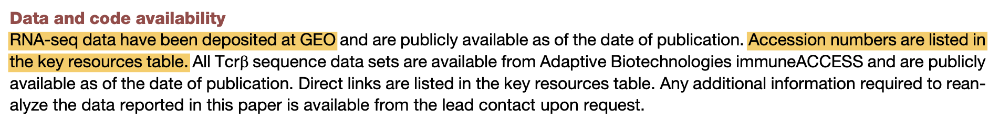 Data and code availability
RNA-seq data have been deposited at GEO and are publicly available as of the date of publication. Accession numbers are listed in
the key resources table. All Tcrβ sequence data sets are available from Adaptive Biotechnologies immuneACCESS and are publicly
available as of the date of publication. Direct links are listed in the key resources table. Any additional information required to rean-
alyze the data reported in this paper is available from the lead contact upon request.